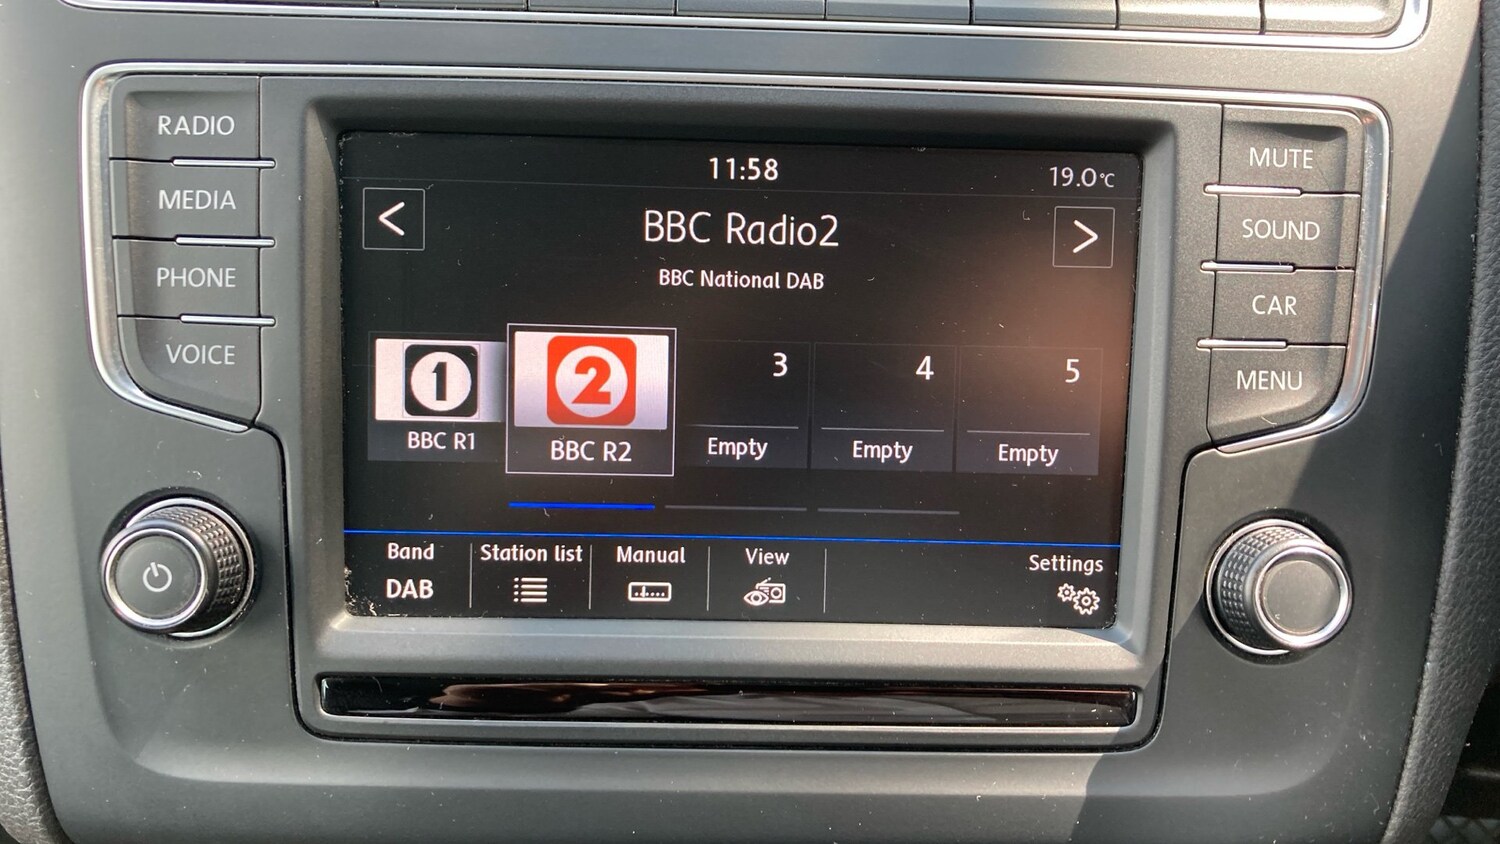 RADIO
MEDIA
PHONE
VOICE
11:58
19.0°C
<
BBC Radio2
>
BBC National DAB
1
BBC R1
2
BBC R2
3
Empty
4
Empty
5
Empty
Band
DAB
Station list
Manual
View
Settings
MUTE
SOUND
CAR
MENU